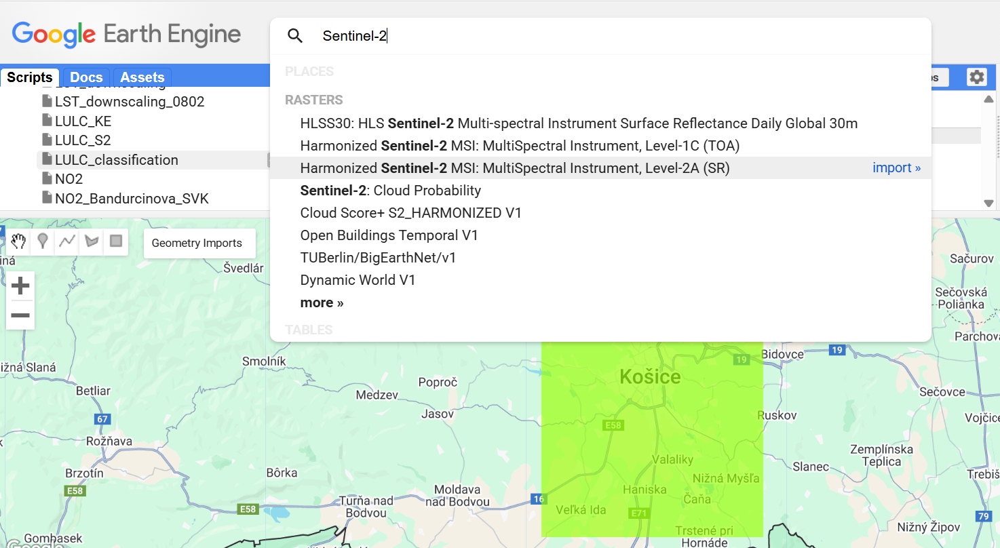 Google Earth Engine
Sentinel-2
Scripts
Docs
Assets
PLACES
RASTERS
HLSS30: HLS Sentinel-2 Multi-spectral Instrument Surface Reflectance Daily Global 30m
Harmonized Sentinel-2 MSI: MultiSpectral Instrument, Level-1C (TOA)
Harmonized Sentinel-2 MSI: MultiSpectral Instrument, Level-2A (SR)
import »
Sentinel-2: Cloud Probability
Cloud Score+ S2_HARMONIZED V1
Open Buildings Temporal V1
TUBerlin/BigEarthNet/v1
Dynamic World V1
more »
TABLES
LST_downscaling
LST_downscaling_0802
LULC_KE
LULC_S2
LULC_classification
NO2
NO2_Bandurcinova_SVK
Geometry Imports
Švedlár
Sačurov
Sečovská
Polianka
Parchova
Smolník
19
19
Bidovce
ižná Slaná
Košice
Betliar
Medzev
Poproč
Sečovce
Jasov
67
Ruskov
Vojčice
E58
Rožňava
Zemplínska
Teplica
Valaliky
Slanec
Brzotín
Bôrka
Nižná Myšľa
Trebiš
E58
Moldava
nad Bodvou
Haniska
Čaňa
16
Turňa nad
Bodvou
E58
Veľká Ida
E71
79
Trstené pri
Hornáde
Nižný Žipov
Gombasek
Google